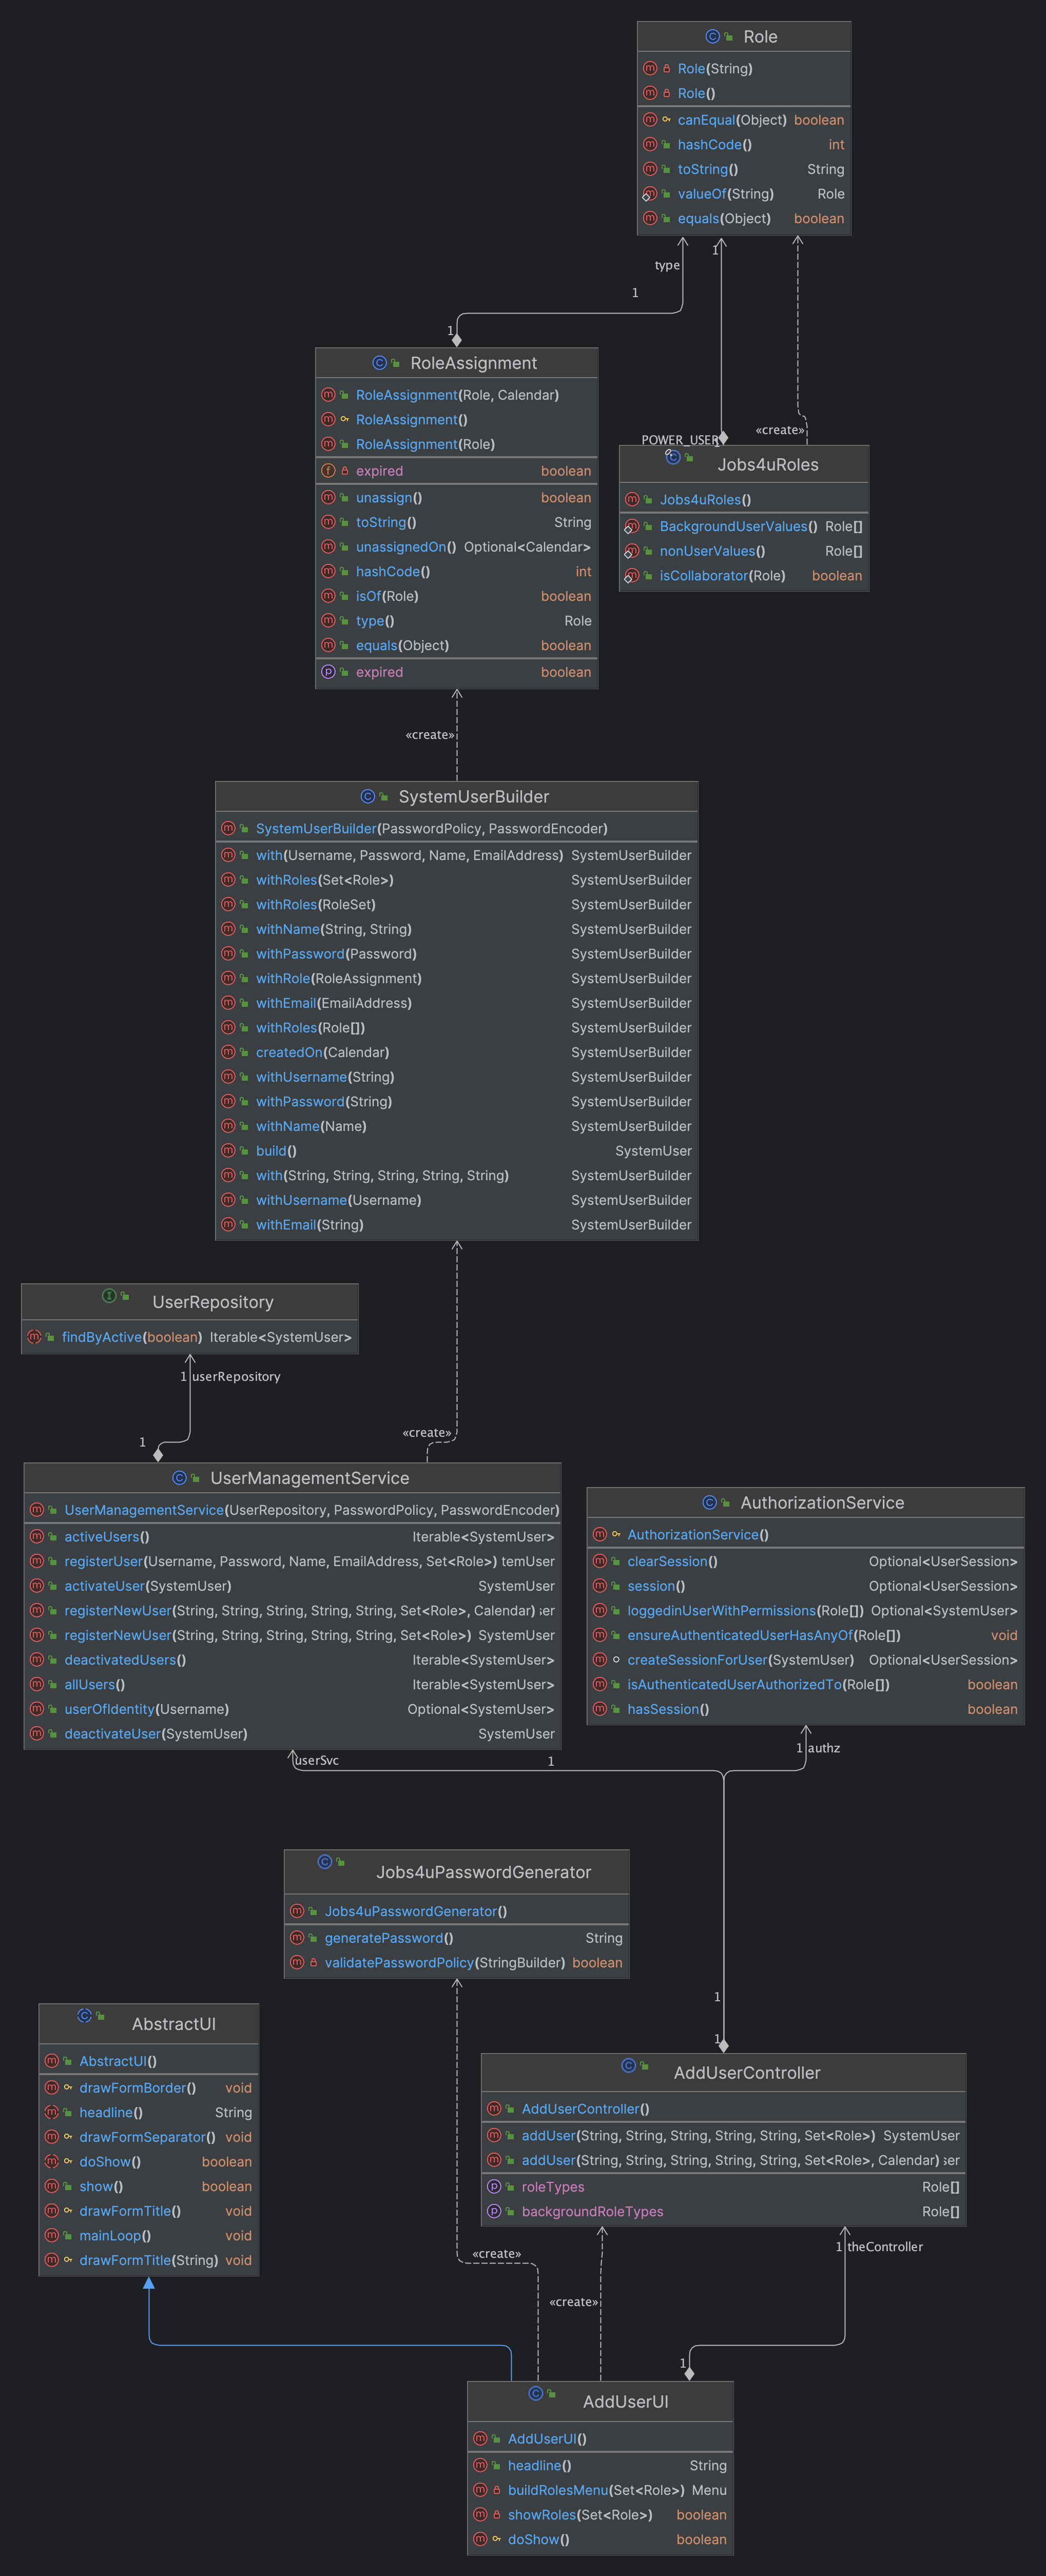 Role
Role(String)
Role()
canEqual(Object) boolean
hashCode() int
toString() String
valueOf(String) Role
equals(Object) boolean
type
1
1
1
RoleAssignment
RoleAssignment(Role, Calendar)
RoleAssignment()
RoleAssignment(Role)
expired boolean
unassign() boolean
toString() String
unassignedOn() Optional<Calendar>
hashCode() int
isOf(Role) boolean
type() Role
equals(Object) boolean
expired boolean
«create»
POWER_USER
1
Jobs4uRoles
Jobs4uRoles()
BackgroundUserValues() Role[]
nonUserValues() Role[]
isCollaborator(Role) boolean
«create»
SystemUserBuilder
SystemUserBuilder(PasswordPolicy, PasswordEncoder)
with(Username, Password, Name, EmailAddress) SystemUserBuilder
withRoles(Set<Role>) SystemUserBuilder
withRoles(RoleSet) SystemUserBuilder
withName(String, String) SystemUserBuilder
withPassword(Password) SystemUserBuilder
withRole(RoleAssignment) SystemUserBuilder
withEmail(EmailAddress) SystemUserBuilder
withRoles(Role[]) SystemUserBuilder
createdOn(Calendar) SystemUserBuilder
withUsername(String) SystemUserBuilder
withPassword(String) SystemUserBuilder
withName(Name) SystemUserBuilder
build() SystemUser
with(String, String, String, String, String) SystemUserBuilder
withUsername(Username) SystemUserBuilder
withEmail(String) SystemUserBuilder
UserRepository
findByActive(boolean) Iterable<SystemUser>
1 userRepository
1
«create»
UserManagementService
UserManagementService(UserRepository, PasswordPolicy, PasswordEncoder)
activeUsers() Iterable<SystemUser>
registerUser(Username, Password, Name, EmailAddress, Set<Role>) temUser
activateUser(SystemUser) SystemUser
registerNewUser(String, String, String, String, String, Set<Role>, Calendar) ser
registerNewUser(String, String, String, String, String, Set<Role>) SystemUser
deactivatedUsers() Iterable<SystemUser>
allUsers() Iterable<SystemUser>
userOfIdentity(Username) Optional<SystemUser>
deactivateUser(SystemUser) SystemUser
AuthorizationService
AuthorizationService()
clearSession() Optional<UserSession>
session() Optional<UserSession>
loggedinUserWithPermissions(Role[]) Optional<SystemUser>
ensureAuthenticatedUserHasAnyOf(Role[]) void
createSessionForUser(SystemUser) Optional<UserSession>
isAuthenticatedUserAuthorizedTo(Role[]) boolean
hasSession() boolean
userSvc
1
1 authz
Jobs4uPasswordGenerator
Jobs4uPasswordGenerator()
generatePassword() String
validatePasswordPolicy(StringBuilder) boolean
1
1
AbstractUI
AbstractUI()
drawFormBorder() void
headline() String
drawFormSeparator() void
doShow() boolean
show() boolean
drawFormTitle() void
mainLoop() void
drawFormTitle(String) void
AddUserController
AddUserController()
addUser(String, String, String, String, String, Set<Role>) SystemUser
addUser(String, String, String, String, String, Set<Role>, Calendar) ser
roleTypes Role[]
backgroundRoleTypes Role[]
1 theController
«create»
«create»
1
AddUserUI
AddUserUI()
headline() String
buildRolesMenu(Set<Role>) Menu
showRoles(Set<Role>) boolean
doShow() boolean